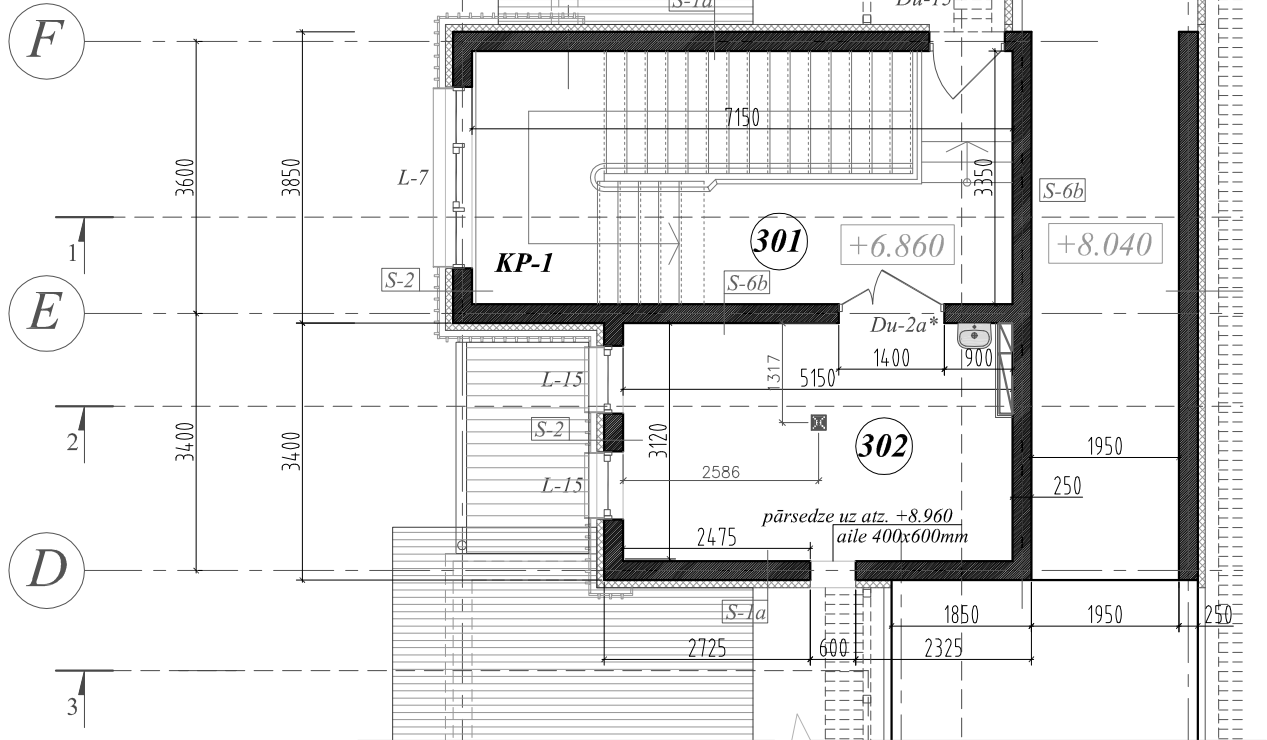 S-1a
Du-15
F
7150
3600
3850
L-7
3350
S-6b
1
301
+6.860
+8.040
KP-1
S-2
S-6b
E
Du-2a*
1317
1400
900
L-15
5150
2
S-2
3120
302
3400
3400
1950
2586
L-15
250
pārsedze uz atz. +8.960
aile 400x600mm
2475
D
S-1a
1850
1950
250
2725
600
2325
3